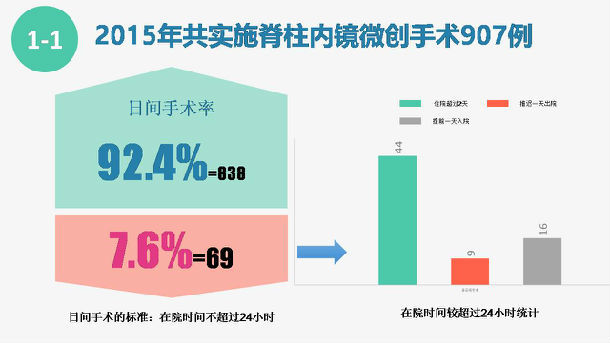 1-1
2015年共实施脊柱内镜微创手术907例
日间手术率
92.4%=838
7.6%=69
日间手术的标准：在院时间不超过24小时
在院超过2天
推迟一天出院
提前一天入院
44
9
16
在院时间较超过24小时统计